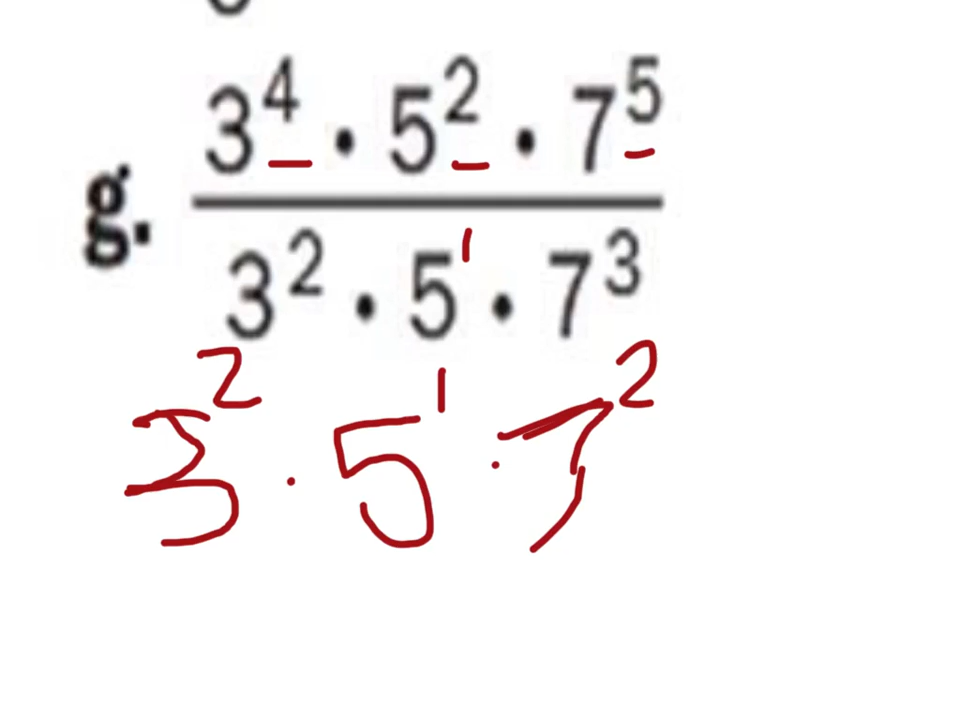 g. 3⁴ · 5² · 7⁵
3² · 5¹ · 7³
3² · 5¹ · 7²